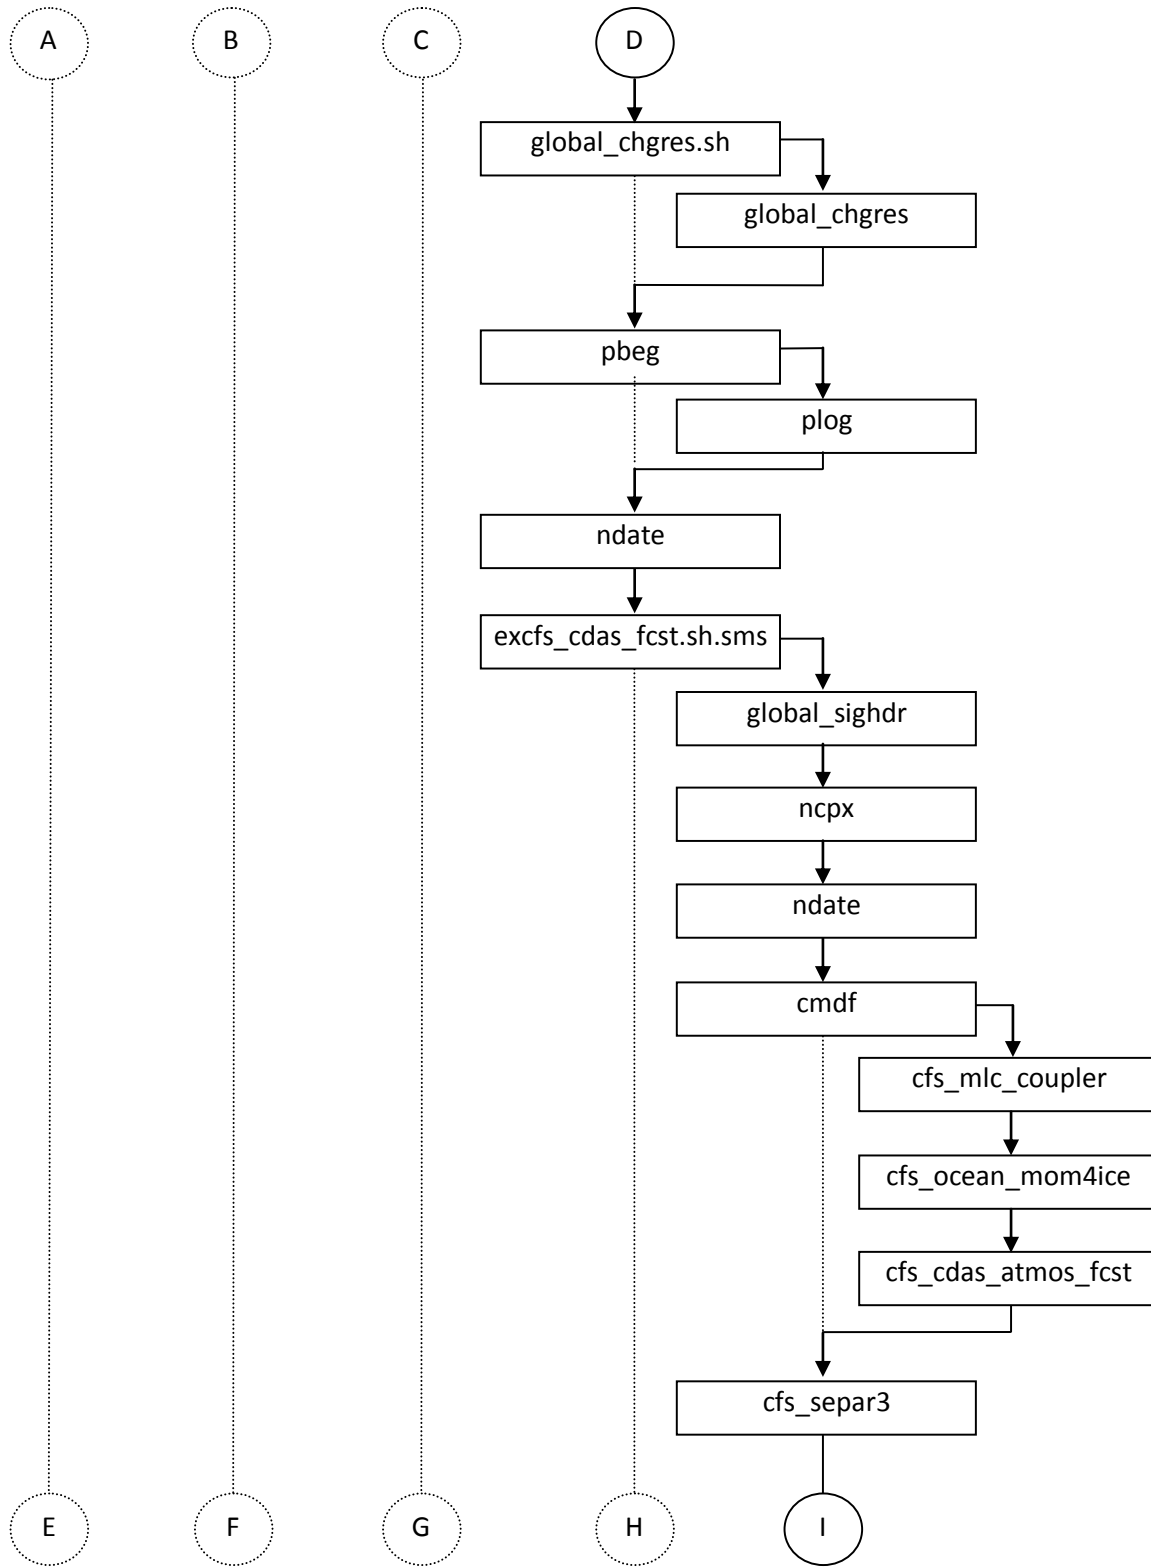 A
B
C
D
global_chgres.sh
global_chgres
pbeg
plog
ndate
excfs_cdas_fcst.sh.sms
global_sighdr
ncpx
ndate
cmdf
cfs_mlc_coupler
cfs_ocean_mom4ice
cfs_cdas_atmos_fcst
cfs_separ3
E
F
G
H
I